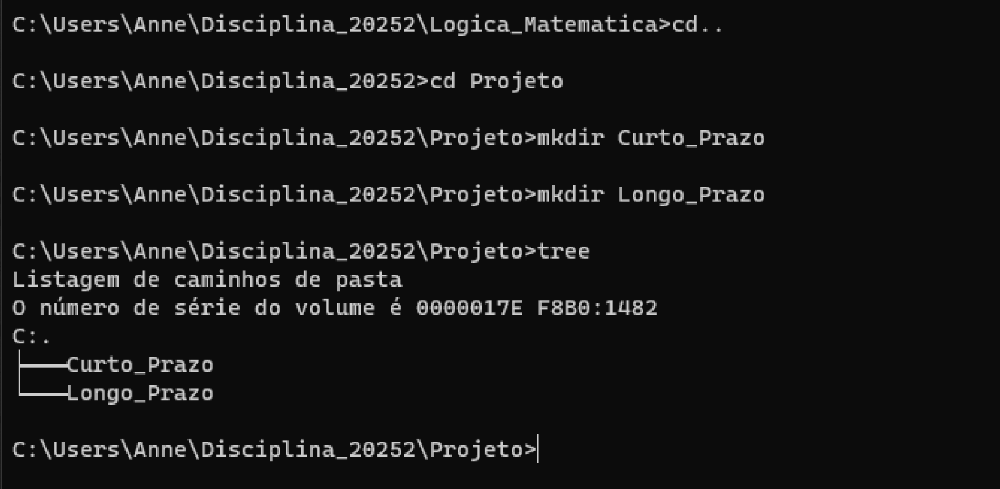 C:\Users\Anne\Disciplina_20252\Logica_Matematica>cd..
C:\Users\Anne\Disciplina_20252>cd Projeto
C:\Users\Anne\Disciplina_20252\Projeto>mkdir Curto_Prazo
C:\Users\Anne\Disciplina_20252\Projeto>mkdir Longo_Prazo
C:\Users\Anne\Disciplina_20252\Projeto>tree
Listagem de caminhos de pasta
O número de série do volume é 0000017E F8B0:1482
C:.
├───Curto_Prazo
└───Longo_Prazo
C:\Users\Anne\Disciplina_20252\Projeto>